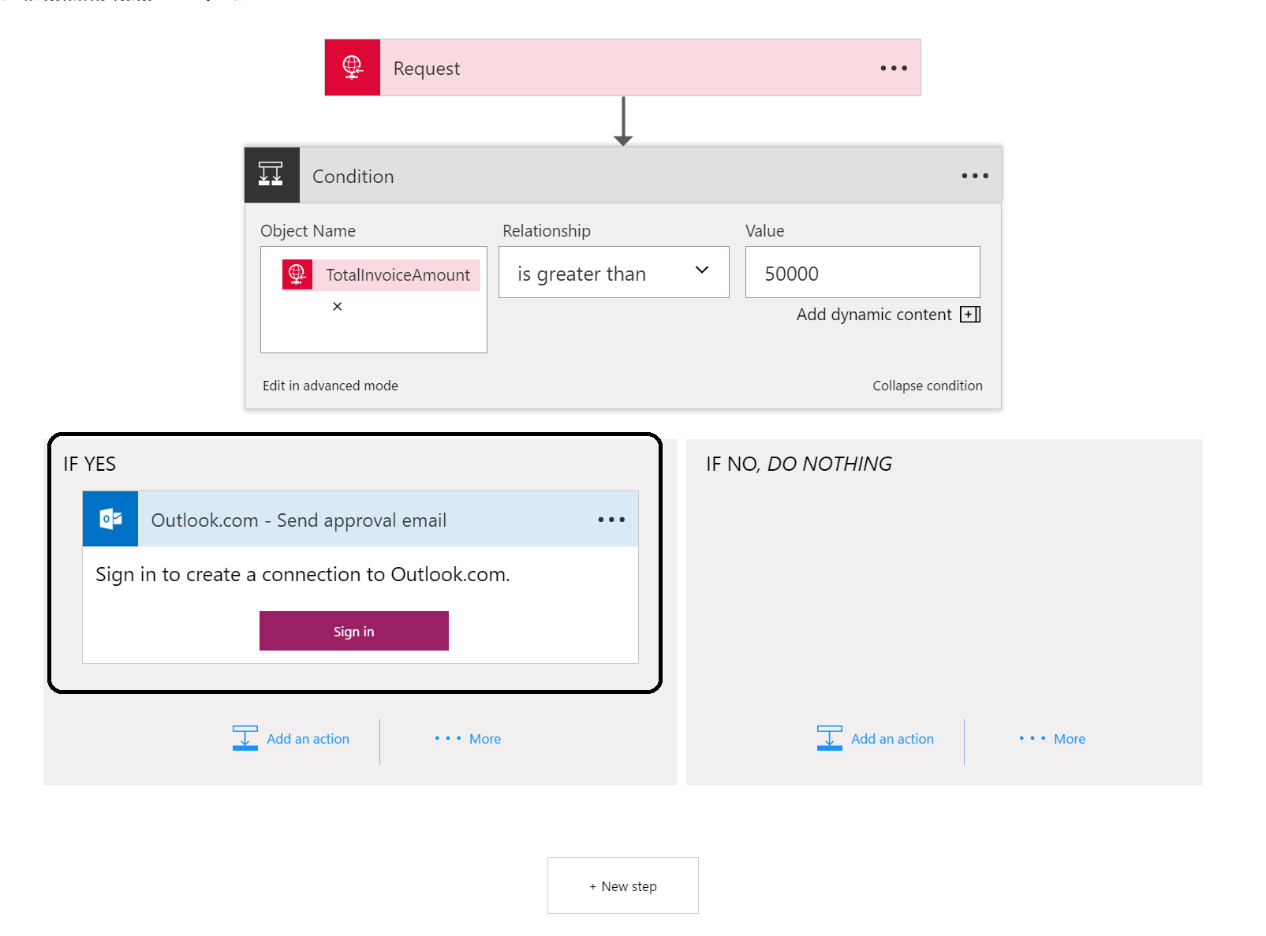 Request
Condition
Object Name
Relationship
Value
TotalInvoiceAmount
×
is greater than
50000
Add dynamic content
Edit in advanced mode
Collapse condition
IF YES
Outlook.com - Send approval email
Sign in to create a connection to Outlook.com.
Sign in
Add an action
More
IF NO, DO NOTHING
Add an action
More
+ New step